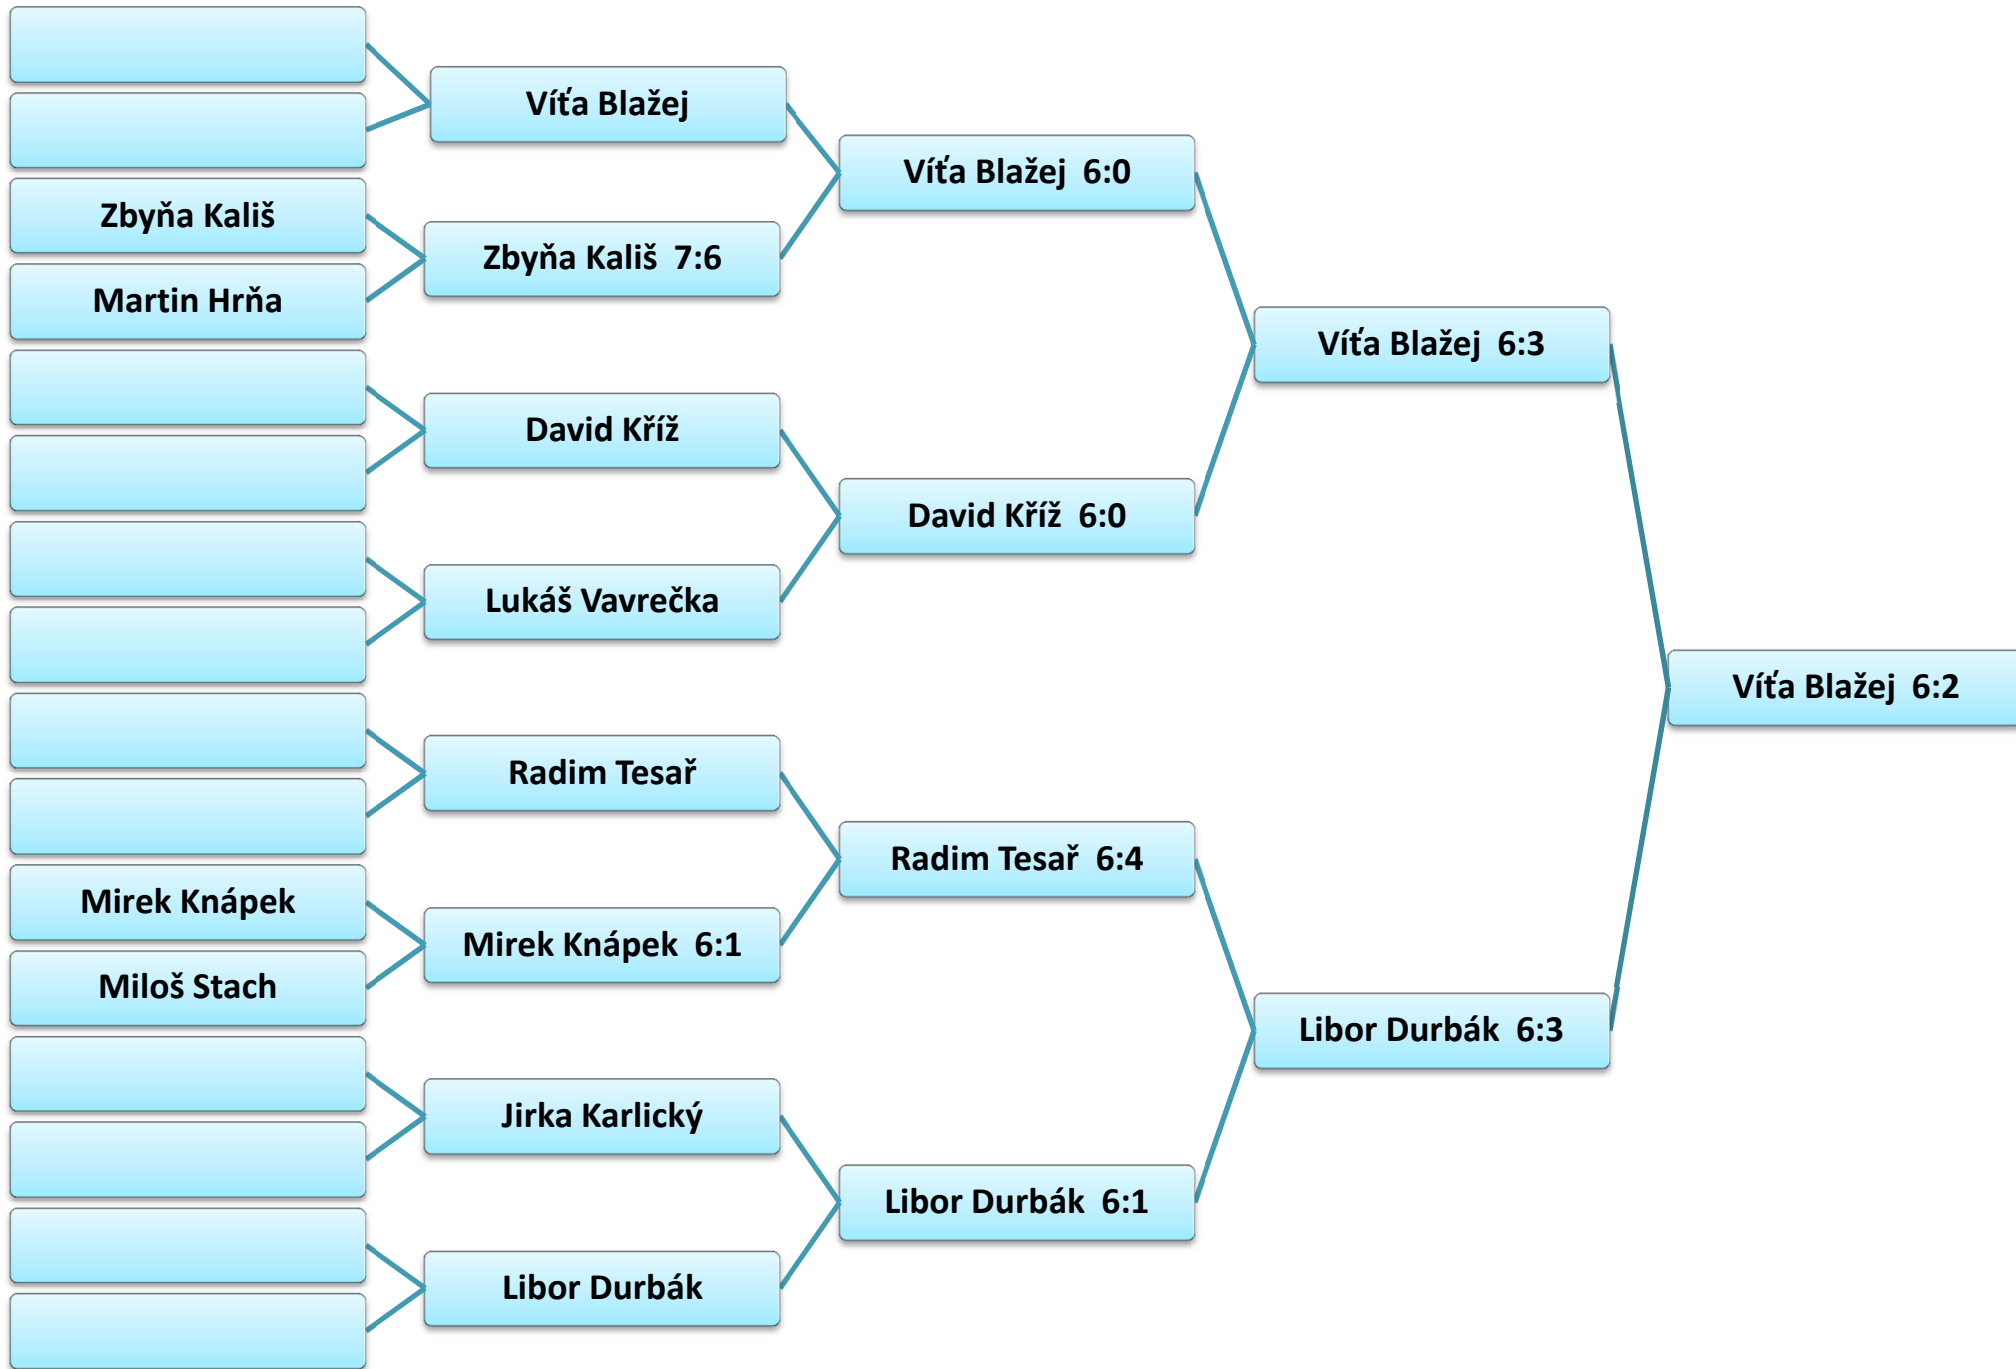 Víťa Blažej
Zbyňa Kališ
Martin Hrňa
Zbyňa Kališ  7:6
David Kříž
Lukáš Vavrečka
Radim Tesař
Mirek Knápek
Miloš Stach
Mirek Knápek  6:1
Jirka Karlický
Libor Durbák
Víťa Blažej  6:0
David Kříž  6:0
Radim Tesař  6:4
Libor Durbák  6:1
Víťa Blažej  6:3
Libor Durbák  6:3
Víťa Blažej  6:2